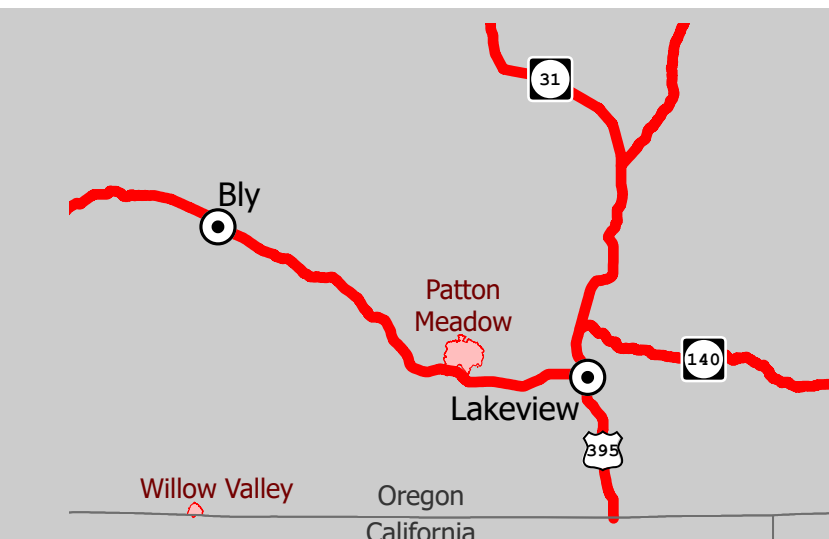 31
Bly
Patton
Meadow
140
Lakeview
395
Willow Valley
Oregon
California